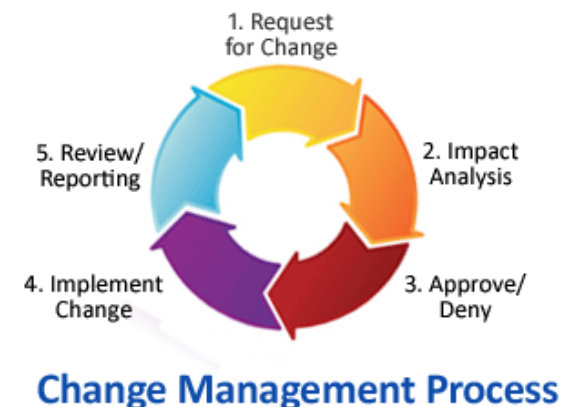 1. Request
for Change
2. Impact
Analysis
3. Approve/
Deny
4. Implement
Change
5. Review/
Reporting
Change Management Process